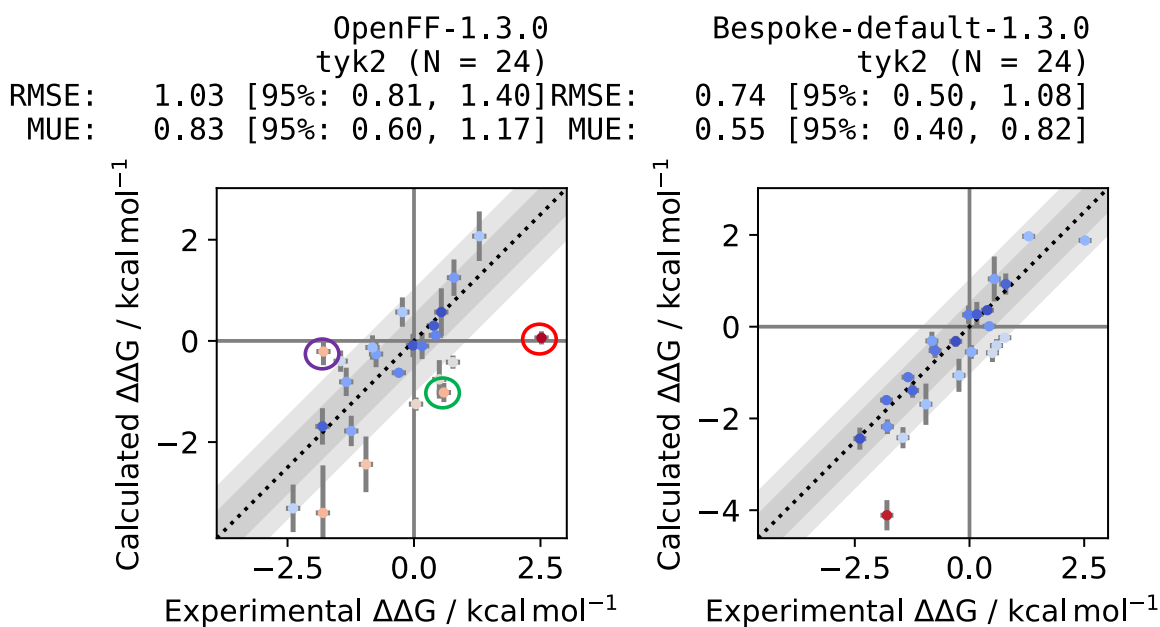 OpenFF-1.3.0
tyk2 (N = 24)
RMSE: 1.03 [95%: 0.81, 1.40]
MUE: 0.83 [95%: 0.60, 1.17]
Calculated ΔΔG / kcal mol⁻¹
2
0
−2
−2.5
0.0
2.5
Experimental ΔΔG / kcal mol⁻¹
Bespoke-default-1.3.0
tyk2 (N = 24)
RMSE: 0.74 [95%: 0.50, 1.08]
MUE: 0.55 [95%: 0.40, 0.82]
Calculated ΔΔG / kcal mol⁻¹
2
0
−2
−4
−2.5
0.0
2.5
Experimental ΔΔG / kcal mol⁻¹